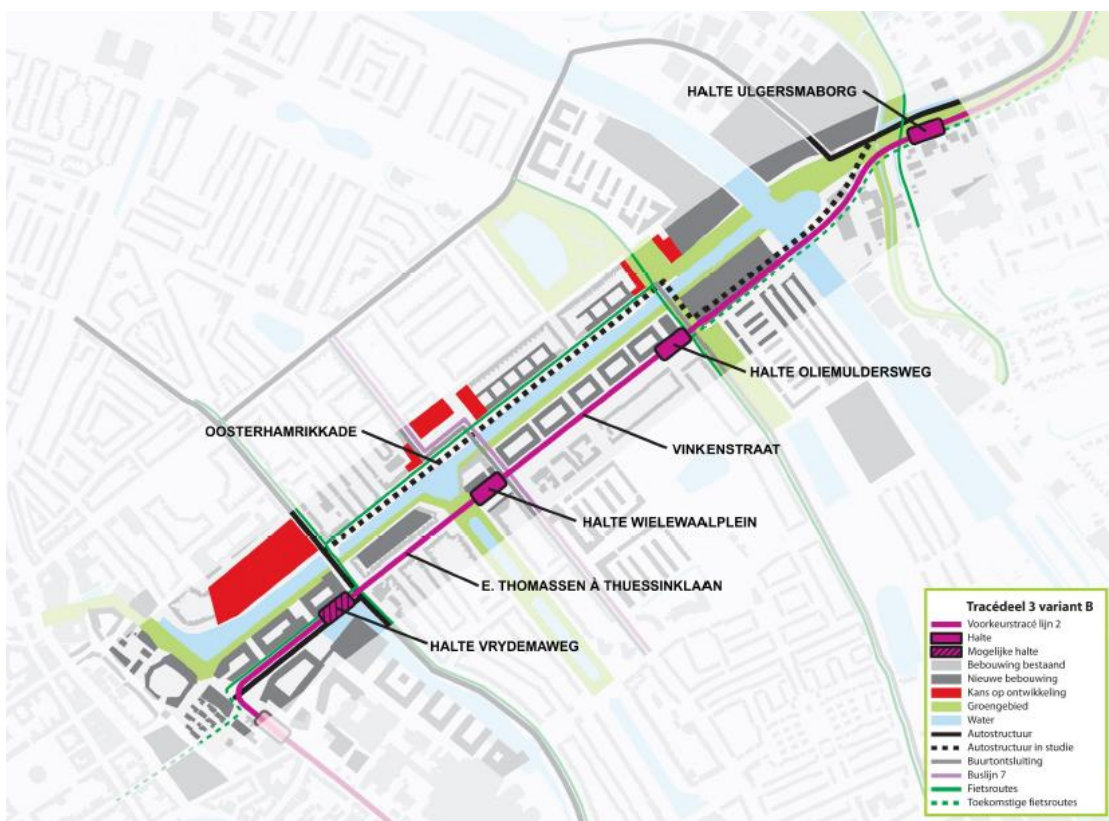 HALTE ULGERSMABORG
HALTE OLIEMULDERSWEG
OOSTERHAMRIKKADE
VINKENSTRAAT
HALTE WIELEWAALPLEIN
E. THOMASSEN À THUESSINKLAAN
HALTE VRYDEMAWEG
Tracédeel 3 variant B
Voorkeurstracé lijn 2
Halte
Mogelijke halte
Bebouwing bestaand
Nieuwe bebouwing
Kans op ontwikkeling
Groengebied
Water
Autostructuur
Autostructuur in studie
Buurtontsluiting
Buslijn 7
Fietsroutes
Toekomstige fietsroutes